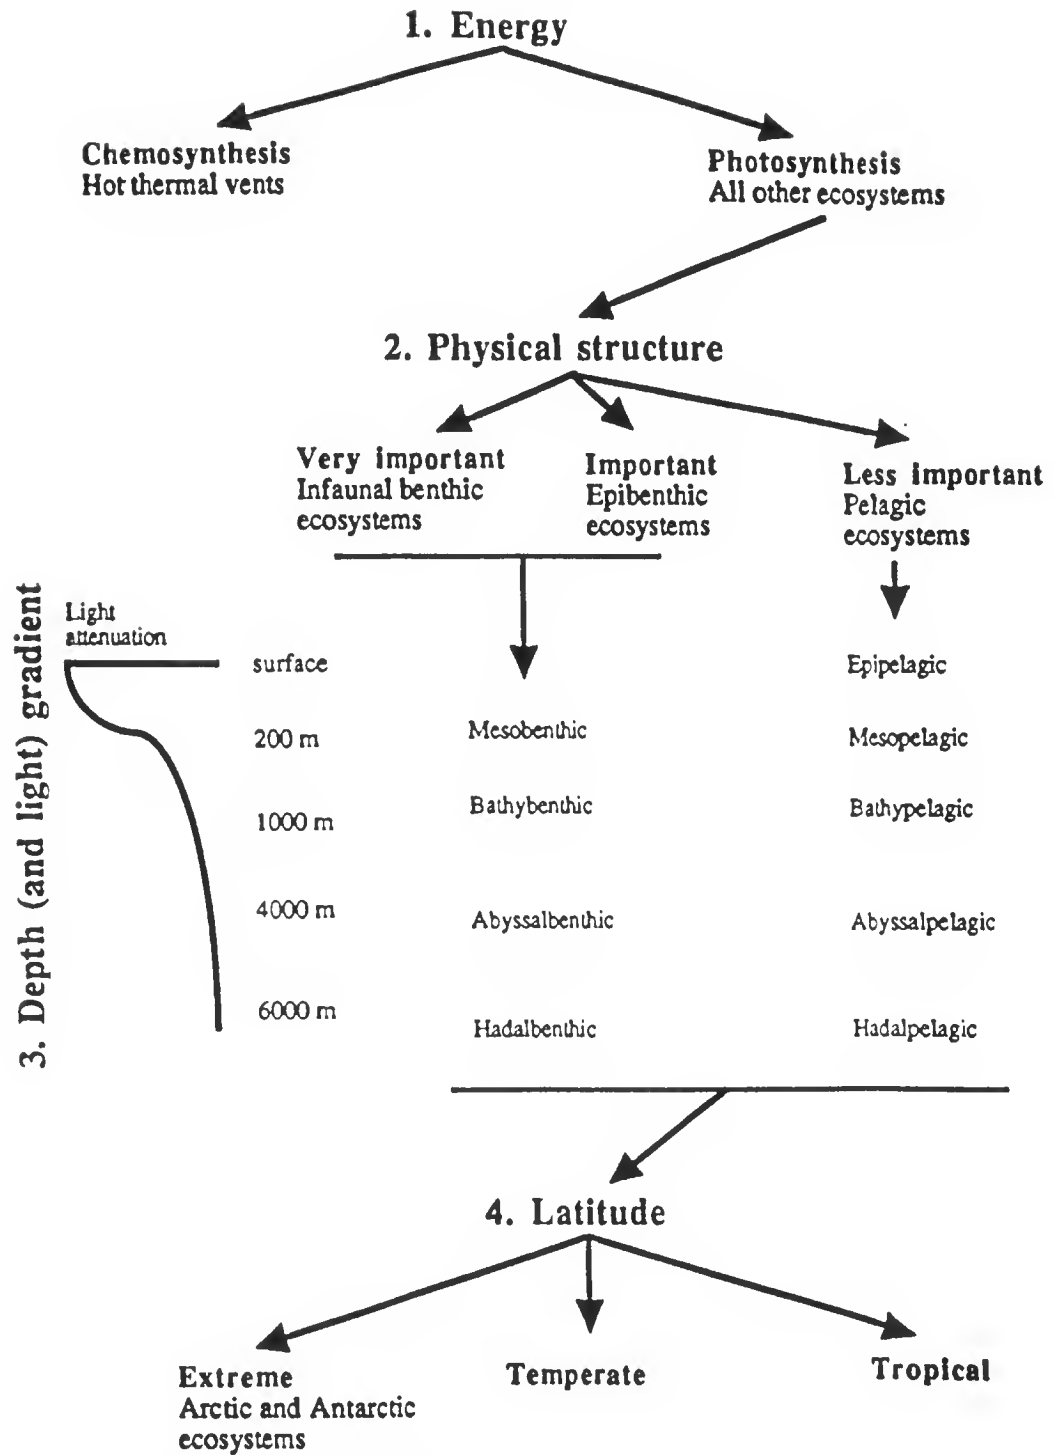 1. Energy
Chemosynthesis
Hot thermal vents
Photosynthesis
All other ecosystems
2. Physical structure
Very important
Infaunal benthic
ecosystems
Important
Epibenthic
ecosystems
Less important
Pelagic
ecosystems
3. Depth (and light) gradient
Light
attenuation
surface
Epipelagic
200 m
Mesobenthic
Mesopelagic
1000 m
Bathybenthic
Bathypelagic
4000 m
Abyssalbenthic
Abyssalpelagic
6000 m
Hadalbenthic
Hadalpelagic
4. Latitude
Extreme
Arctic and Antarctic
ecosystems
Temperate
Tropical